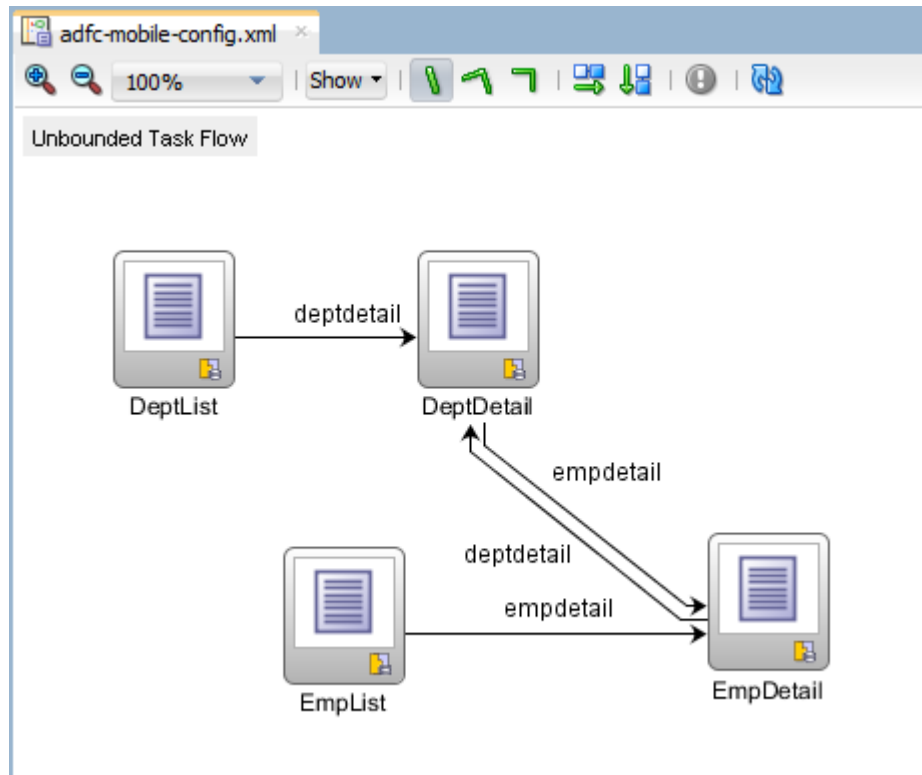 adfc-mobile-config.xml
100%
Show
Unbounded Task Flow
deptdetail
DeptList
DeptDetail
empdetail
deptdetail
empdetail
EmpList
EmpDetail